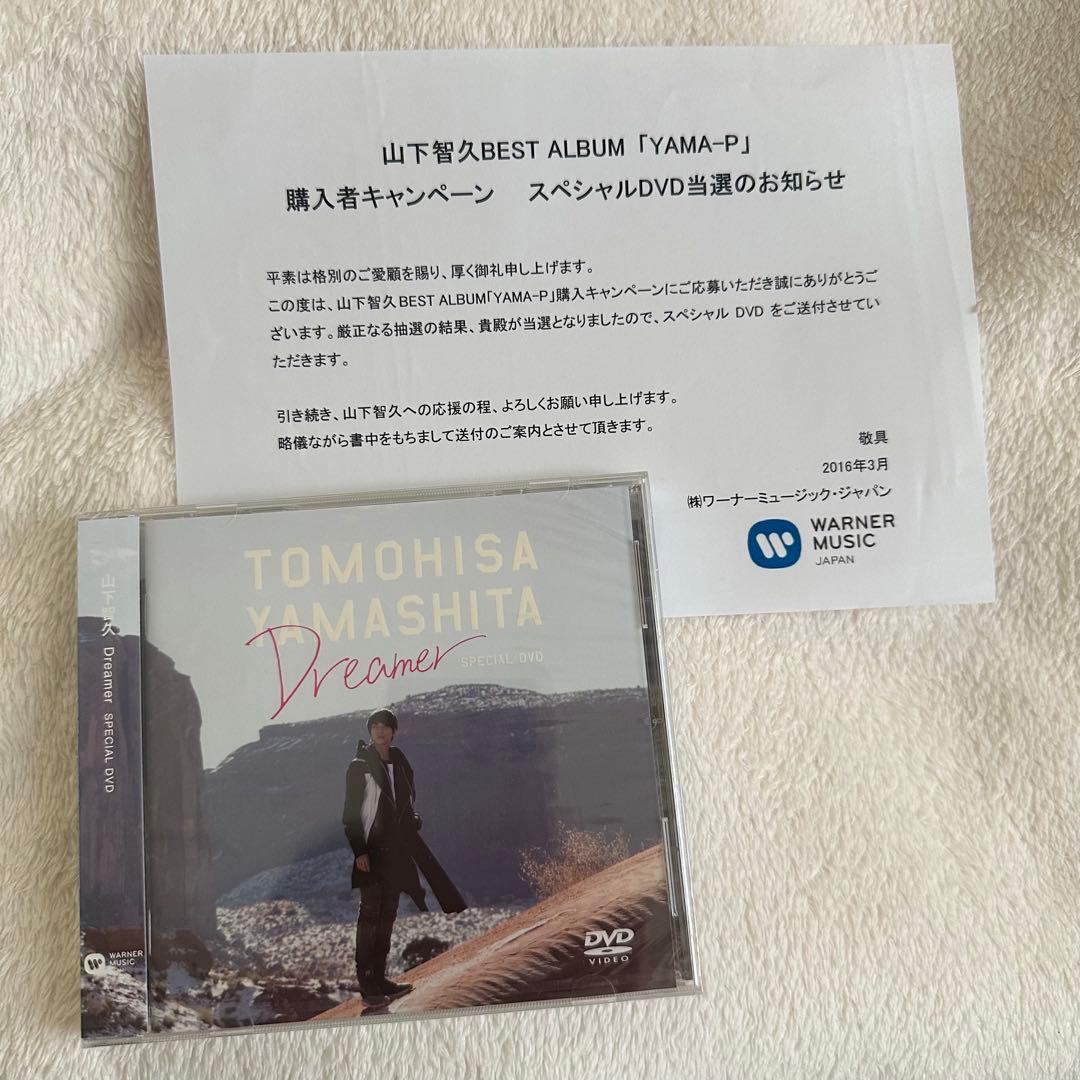 山下智久BEST ALBUM「YAMA-P」
購入者キャンペーン スペシャルDVD当選のお知らせ
平素は格別のご愛顧を賜り、厚く御礼申し上げます。
この度は、山下智久BEST ALBUM「YAMA-P」購入キャンペーンにご応募いただき誠にありがとうご
ざいます。厳正なる抽選の結果、貴殿が当選となりましたので、スペシャル DVD をご送付させてい
ただきます。
引き続き、山下智久への応援の程、よろしくお願い申し上げます。
略儀ながら書中をもちまして送付のご案内とさせて頂きます。
敬具
2016年3月
㈱ワーナーミュージック・ジャパン
WARNER
MUSIC
JAPAN
TOMOHISA
YAMASHITA
Dreamer SPECIAL DVD
DVD
VIDEO
山下智久 Dreamer SPECIAL DVD
WARNER
MUSIC